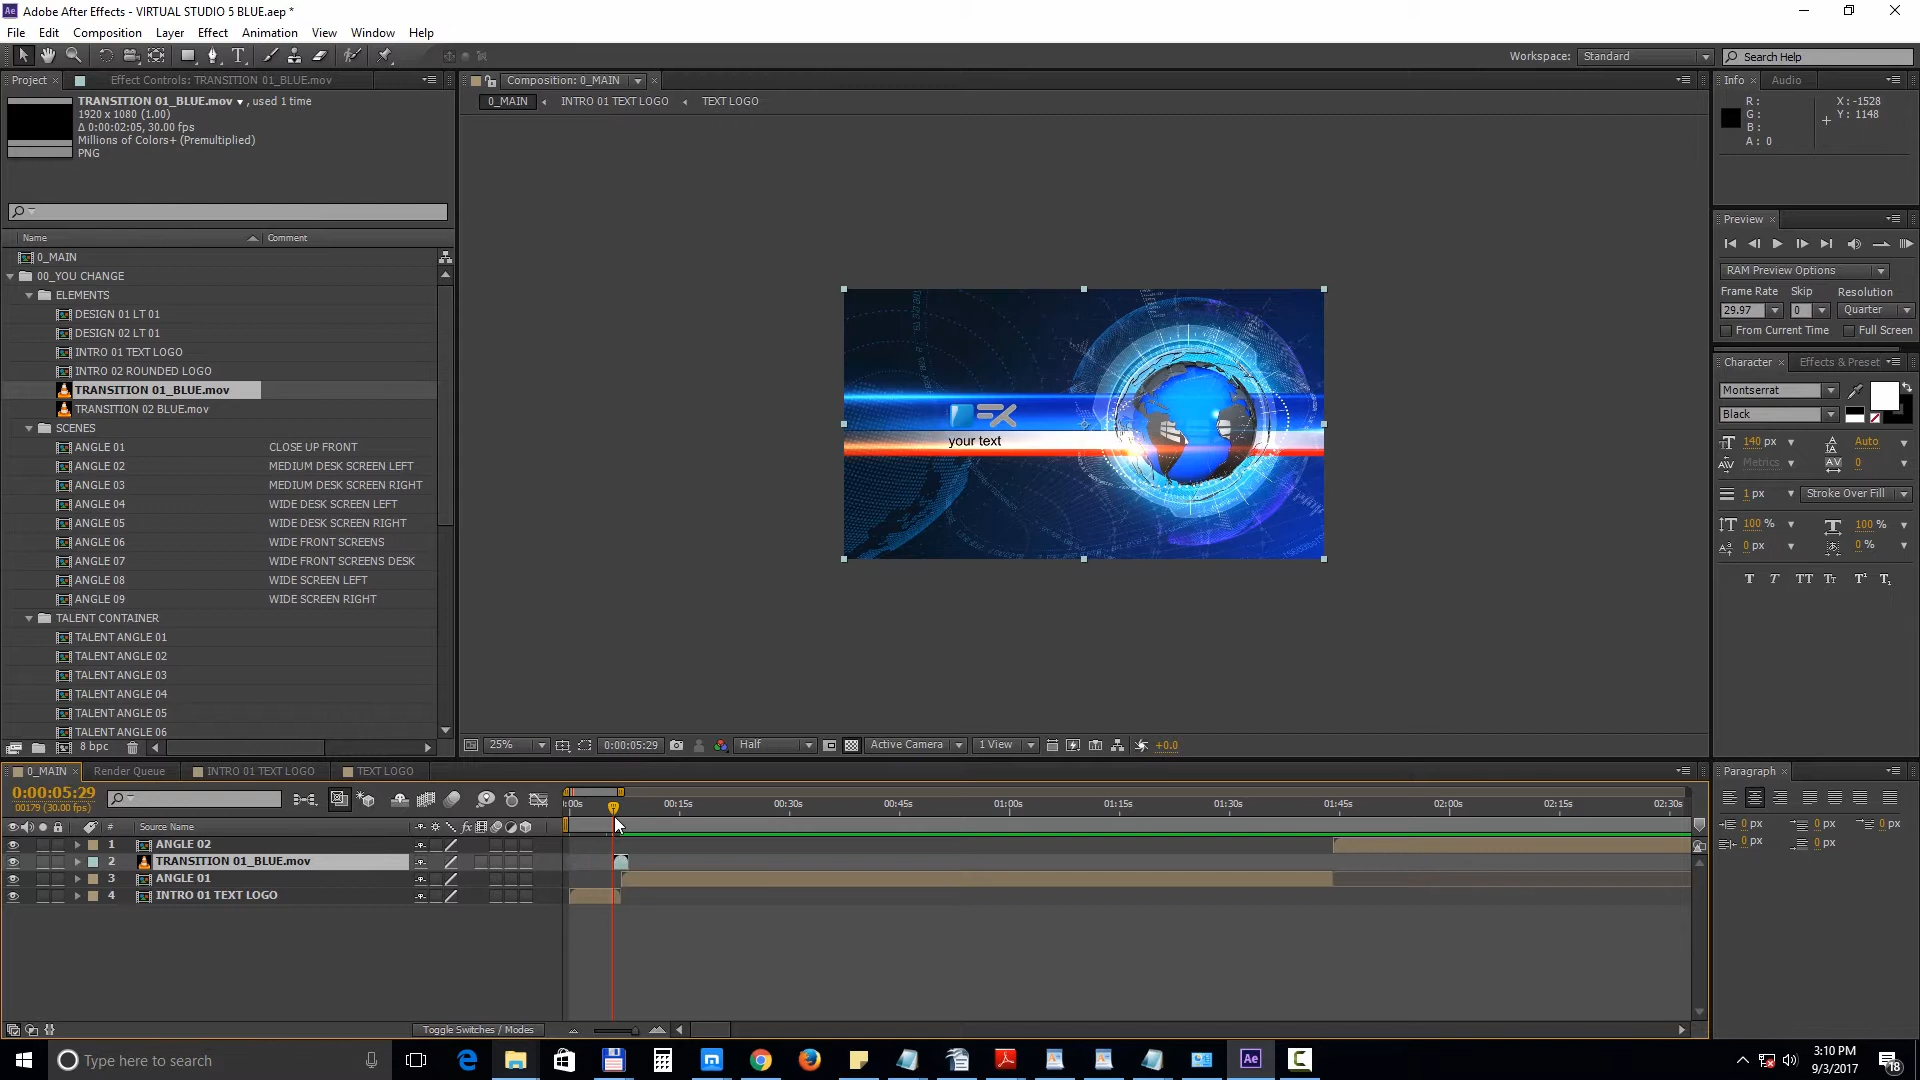 Adobe After Effects - VIRTUAL STUDIO 5 BLUE.aep *
File Edit Composition Layer Effect Animation View Window Help
Workspace: Standard Search Help
Project × Effect Controls: TRANSITION 01_BLUE.mov
Composition: 0_MAIN
Info × Audio
TRANSITION 01_BLUE.mov , used 1 time
1920 x 1080 (1.00)
Δ 0:00:02:05, 30.00 fps
Millions of Colors+ (Premultiplied)
PNG
0_MAIN INTRO 01 TEXT LOGO TEXT LOGO
R: X: -1528
G: Y: 1148
B:
A: 0
Name Comment
0_MAIN
00_YOU CHANGE
ELEMENTS
DESIGN 01 LT 01
DESIGN 02 LT 01
INTRO 01 TEXT LOGO
INTRO 02 ROUNDED LOGO
TRANSITION 01_BLUE.mov
TRANSITION 02 BLUE.mov
SCENES
ANGLE 01 CLOSE UP FRONT
ANGLE 02 MEDIUM DESK SCREEN LEFT
ANGLE 03 MEDIUM DESK SCREEN RIGHT
ANGLE 04 WIDE DESK SCREEN LEFT
ANGLE 05 WIDE DESK SCREEN RIGHT
ANGLE 06 WIDE FRONT SCREENS
ANGLE 07 WIDE FRONT SCREENS DESK
ANGLE 08 WIDE SCREEN LEFT
ANGLE 09 WIDE SCREEN RIGHT
TALENT CONTAINER
TALENT ANGLE 01
TALENT ANGLE 02
TALENT ANGLE 03
TALENT ANGLE 04
TALENT ANGLE 05
TALENT ANGLE 06
8 bpc
your text
25% 0:00:05:29 Half Active Camera 1 View +0.0
Preview ×
RAM Preview Options
Frame Rate Skip Resolution
29.97 0 Quarter
From Current Time Full Screen
Character × Effects & Preset
Montserrat
Black
140 px Auto
Metrics 0
1 px Stroke Over Fill
100 % 100 %
0 px 0 %
T T TT Tт T¹ T₁
0_MAIN × Render Queue INTRO 01 TEXT LOGO TEXT LOGO
0:00:05:29
00179 (30.00 fps)
:00s 00:15s 00:30s 00:45s 01:00s 01:15s 01:30s 01:45s 02:00s 02:15s 02:30s
# Source Name
1 ANGLE 02
2 TRANSITION 01_BLUE.mov
3 ANGLE 01
4 INTRO 01 TEXT LOGO
Toggle Switches / Modes
Paragraph ×
0 px 0 px 0 px
0 px 0 px
Type here to search
3:10 PM
9/3/2017
18